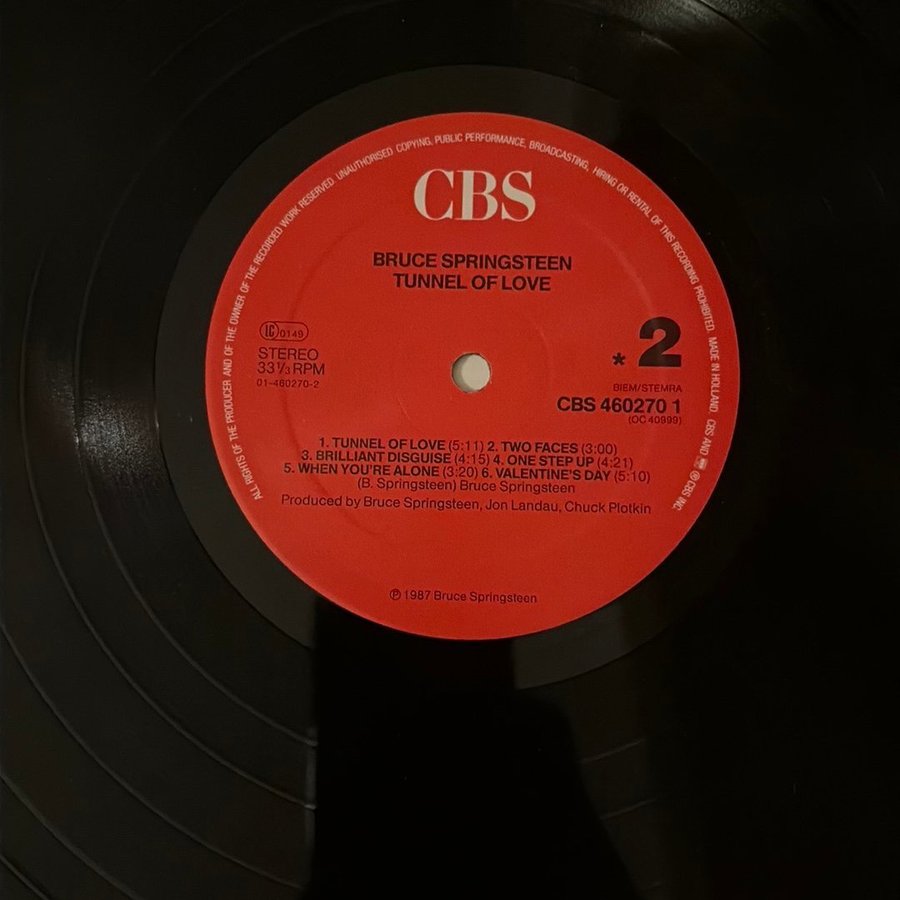 ALL RIGHTS OF THE PRODUCER AND OF THE OWNER OF THE RECORDED WORK RESERVED. UNAUTHORISED COPYING, PUBLIC PERFORMANCE, BROADCASTING, HIRING OR RENTAL OF THIS RECORDING PROHIBITED. MADE IN HOLLAND. CBS AND ℗ CBS INC.
CBS
BRUCE SPRINGSTEEN
TUNNEL OF LOVE
LC 0149
STEREO
33⅓ RPM
01-460270-2
* 2
BIEM/STEMRA
CBS 460270 1
(OC 40999)
1. TUNNEL OF LOVE (5:11) 2. TWO FACES (3:00)
3. BRILLIANT DISGUISE (4:15) 4. ONE STEP UP (4:21)
5. WHEN YOU'RE ALONE (3:20) 6. VALENTINE'S DAY (5:10)
(B. Springsteen) Bruce Springsteen
Produced by Bruce Springsteen, Jon Landau, Chuck Plotkin
℗ 1987 Bruce Springsteen